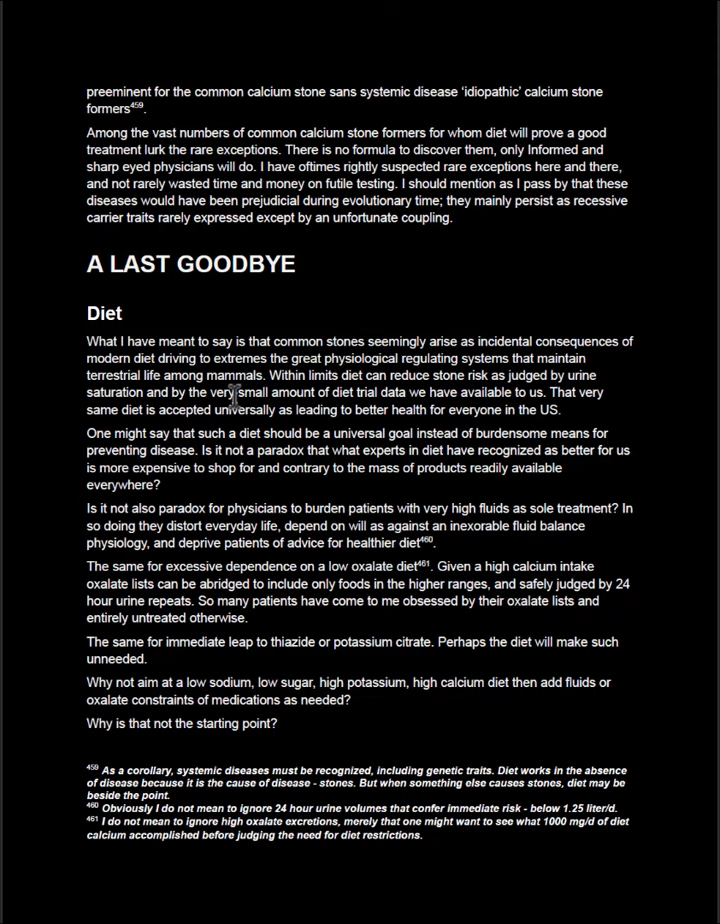 preeminent for the common calcium stone sans systemic disease ‘idiopathic’ calcium stone
formers459.
Among the vast numbers of common calcium stone formers for whom diet will prove a good
treatment lurk the rare exceptions. There is no formula to discover them, only Informed and
sharp eyed physicians will do. I have oftimes rightly suspected rare exceptions here and there,
and not rarely wasted time and money on futile testing. I should mention as I pass by that these
diseases would have been prejudicial during evolutionary time; they mainly persist as recessive
carrier traits rarely expressed except by an unfortunate coupling.
A LAST GOODBYE
Diet
What I have meant to say is that common stones seemingly arise as incidental consequences of
modern diet driving to extremes the great physiological regulating systems that maintain
terrestrial life among mammals. Within limits diet can reduce stone risk as judged by urine
saturation and by the very small amount of diet trial data we have available to us. That very
same diet is accepted universally as leading to better health for everyone in the US.
One might say that such a diet should be a universal goal instead of burdensome means for
preventing disease. Is it not a paradox that what experts in diet have recognized as better for us
is more expensive to shop for and contrary to the mass of products readily available
everywhere?
Is it not also paradox for physicians to burden patients with very high fluids as sole treatment? In
so doing they distort everyday life, depend on will as against an inexorable fluid balance
physiology, and deprive patients of advice for healthier diet460.
The same for excessive dependence on a low oxalate diet461. Given a high calcium intake
oxalate lists can be abridged to include only foods in the higher ranges, and safely judged by 24
hour urine repeats. So many patients have come to me obsessed by their oxalate lists and
entirely untreated otherwise.
The same for immediate leap to thiazide or potassium citrate. Perhaps the diet will make such
unneeded.
Why not aim at a low sodium, low sugar, high potassium, high calcium diet then add fluids or
oxalate constraints of medications as needed?
Why is that not the starting point?
459 As a corollary, systemic diseases must be recognized, including genetic traits. Diet works in the absence
of disease because it is the cause of disease - stones. But when something else causes stones, diet may be
beside the point.
460 Obviously I do not mean to ignore 24 hour urine volumes that confer immediate risk - below 1.25 liter/d.
461 I do not mean to ignore high oxalate excretions, merely that one might want to see what 1000 mg/d of diet
calcium accomplished before judging the need for diet restrictions.